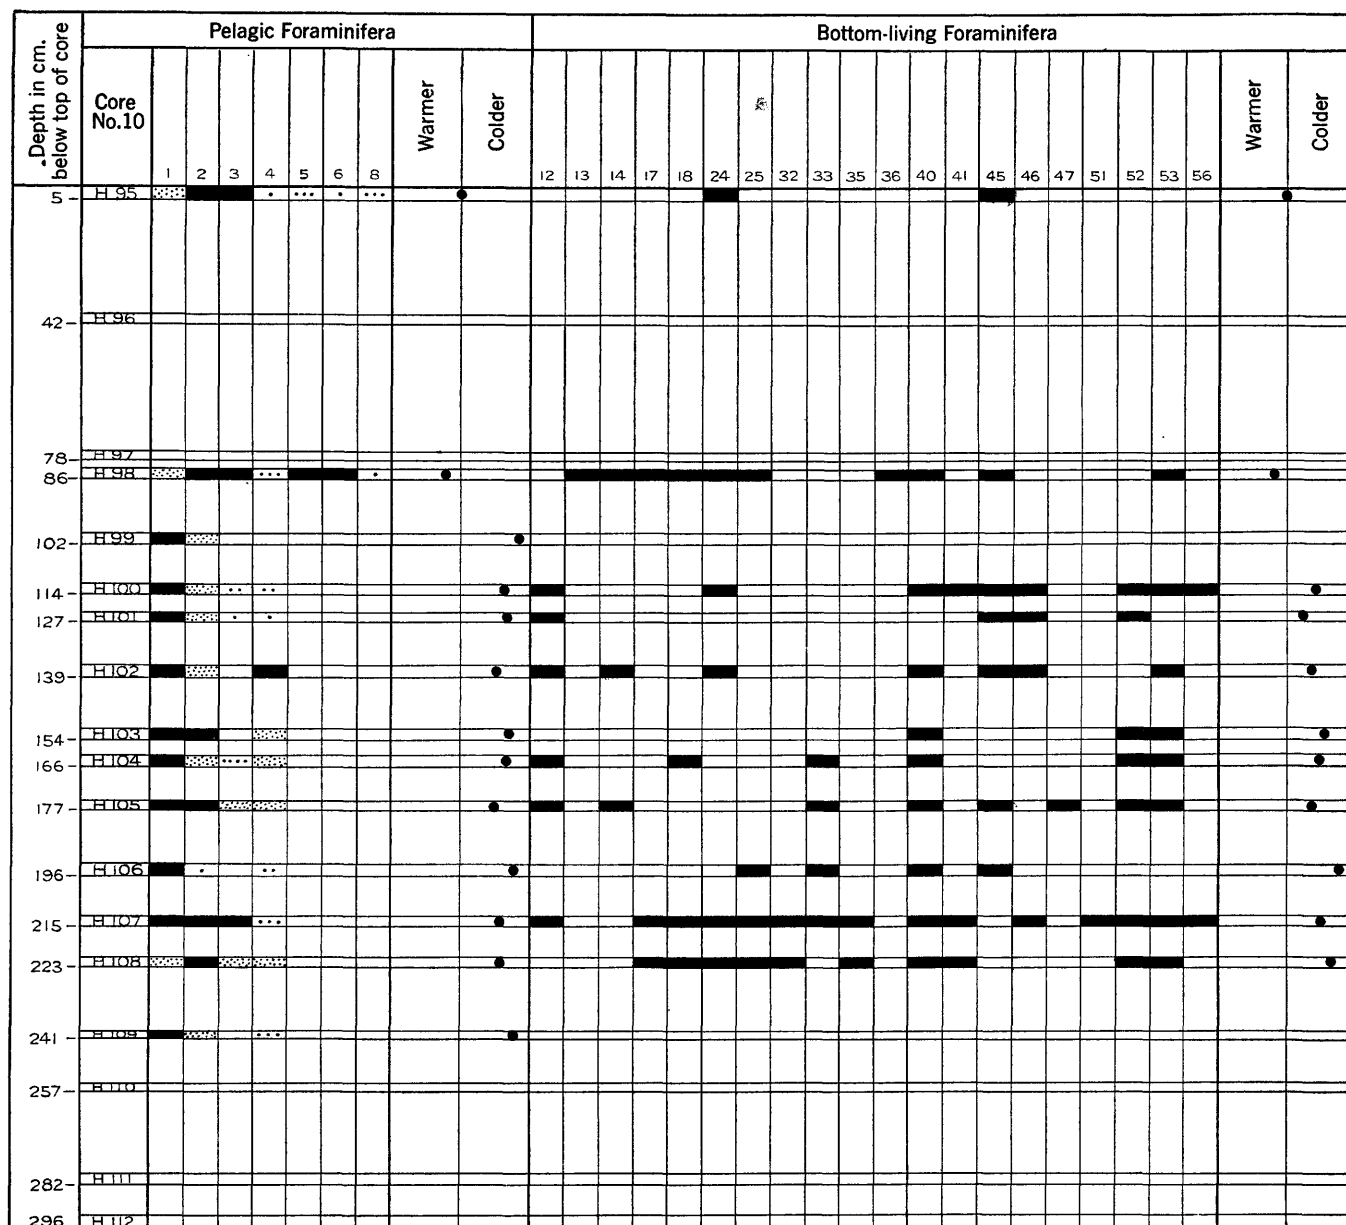 Pelagic Foraminifera
Bottom-living Foraminifera
Depth in cm.
below top of core
Core
No.10
Warmer
Colder
Warmer
Colder
1 2 3 4 5 6 8
12 13 14 17 18 24 25 32 33 35 36 40 41 45 46 47 51 52 53 56
5- H 95
42- H 96
78- H 97
86- H 98
102- H 99
114- H 100
127- H 101
139- H 102
154- H 103
166- H 104
177- H 105
196- H 106
215- H 107
223- H 108
241- H 109
257- H 110
282- H 111
296 H 112